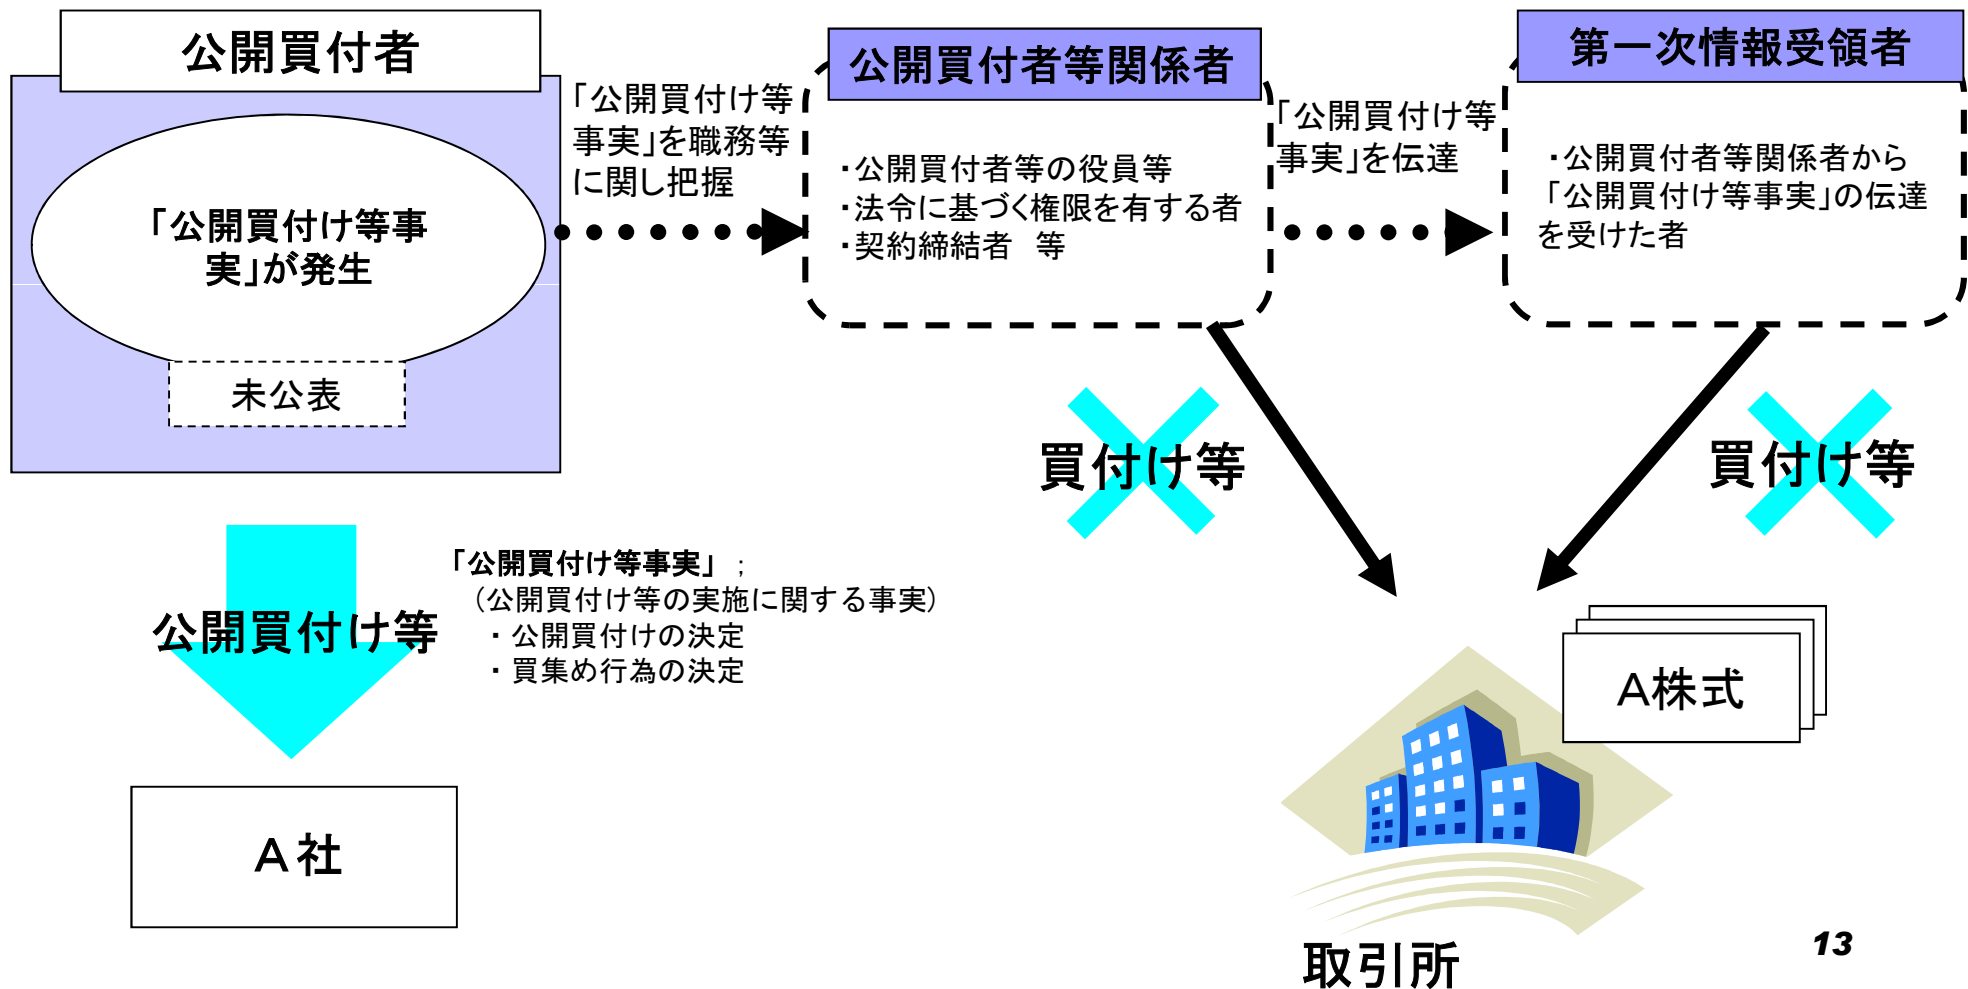 公開買付者
「公開買付け等事
実」が発生
未公表
「公開買付け等
事実」を職務等
に関し把握
公開買付者等関係者
・公開買付者等の役員等
・法令に基づく権限を有する者
・契約締結者　等
「公開買付け等
事実」を伝達
第一次情報受領者
・公開買付者等関係者から
「公開買付け等事実」の伝達
を受けた者
買付け等
買付け等
公開買付け等
「公開買付け等事実」；
（公開買付け等の実施に関する事実）
・公開買付けの決定
・買集め行為の決定
Ａ株式
Ａ社
取引所
13